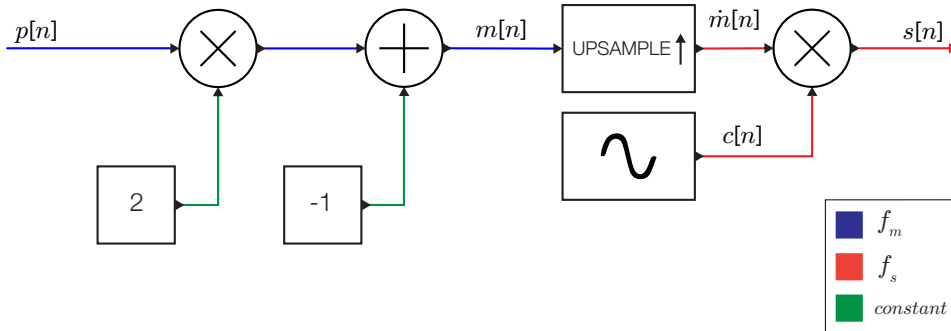 p[n]
m[n]
UPSAMPLE
ṁ[n]
s[n]
c[n]
2
-1
f_m
f_s
constant